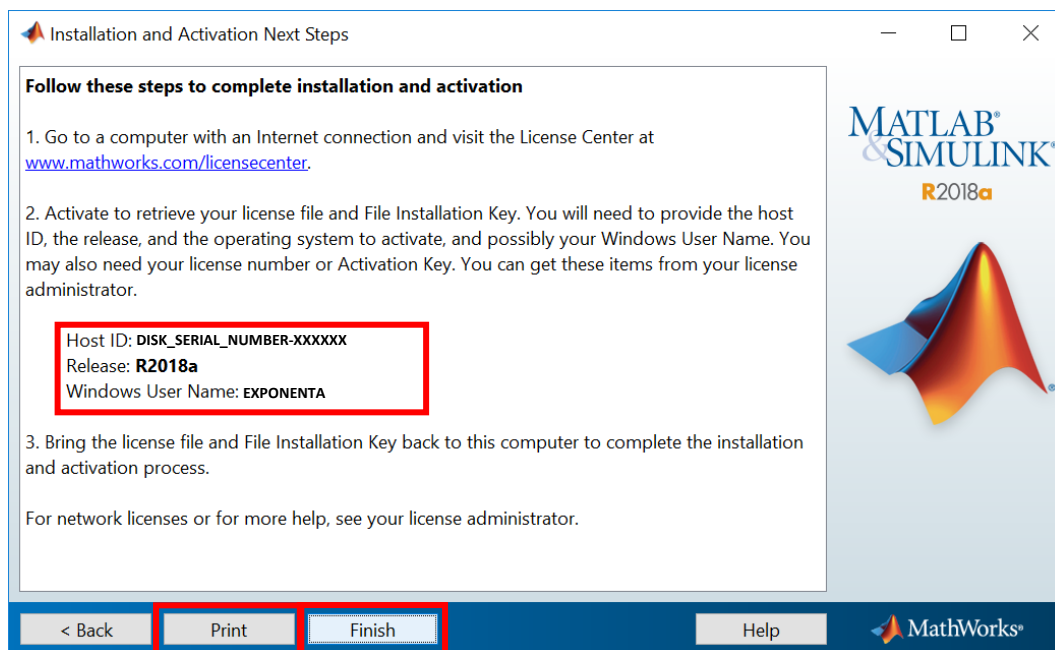 Installation and Activation Next Steps
Follow these steps to complete installation and activation
1. Go to a computer with an Internet connection and visit the License Center at
www.mathworks.com/licensecenter.
2. Activate to retrieve your license file and File Installation Key. You will need to provide the host
ID, the release, and the operating system to activate, and possibly your Windows User Name. You
may also need your license number or Activation Key. You can get these items from your license
administrator.
Host ID: DISK_SERIAL_NUMBER-XXXXXX
Release: R2018a
Windows User Name: EXPONENTA
3. Bring the license file and File Installation Key back to this computer to complete the installation
and activation process.
For network licenses or for more help, see your license administrator.
MATLAB®
&SIMULINK®
R2018a
®
< Back
Print
Finish
Help
MathWorks®